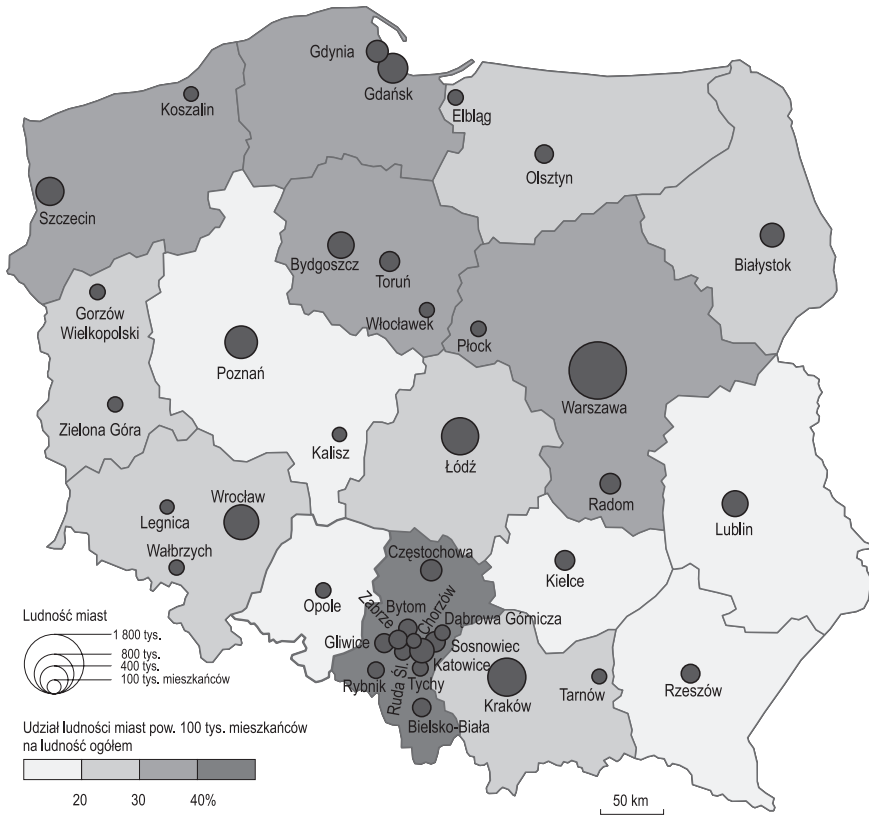 Gdynia
Gdańsk
Koszalin
Elbląg
Olsztyn
Szczecin
Bydgoszcz
Toruń
Białystok
Gorzów
Wielkopolski
Włocławek
Płock
Poznań
Warszawa
Zielona Góra
Kalisz
Łódź
Radom
Wrocław
Legnica
Lublin
Wałbrzych
Częstochowa
Kielce
Opole
Zabrze
Bytom
Chorzów
Dąbrowa Górnicza
Gliwice
Sosnowiec
Katowice
Rybnik
Ruda Śl.
Tychy
Kraków
Tarnów
Rzeszów
Bielsko-Biała
Ludność miast
1 800 tys.
800 tys.
400 tys.
100 tys. mieszkańców
Udział ludności miast pow. 100 tys. mieszkańców
na ludność ogółem
20 30 40%
50 km